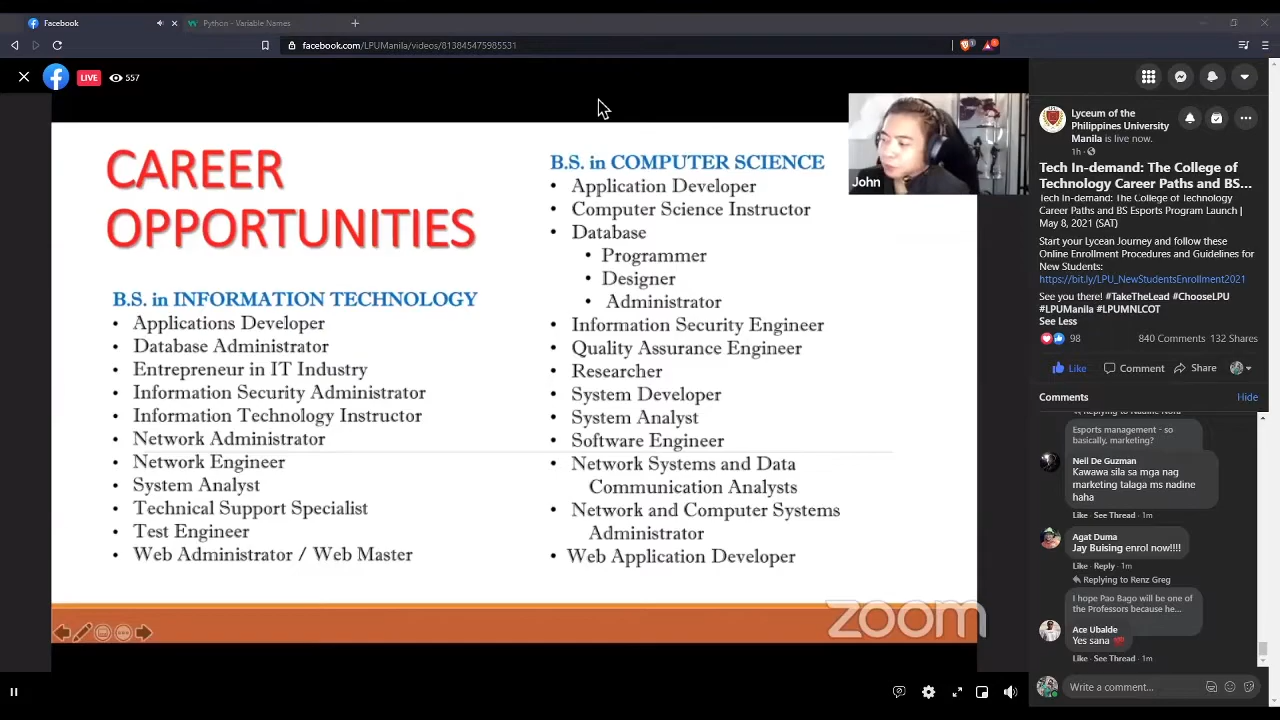 Facebook
Python - Variable Names
facebook.com/LPUManila/videos/813845475985531
LIVE
557
CAREER
OPPORTUNITIES
B.S. in INFORMATION TECHNOLOGY
• Applications Developer
• Database Administrator
• Entrepreneur in IT Industry
• Information Security Administrator
• Information Technology Instructor
• Network Administrator
• Network Engineer
• System Analyst
• Technical Support Specialist
• Test Engineer
• Web Administrator / Web Master
B.S. in COMPUTER SCIENCE
• Application Developer
• Computer Science Instructor
• Database
• Programmer
• Designer
• Administrator
• Information Security Engineer
• Quality Assurance Engineer
• Researcher
• System Developer
• System Analyst
• Software Engineer
• Network Systems and Data
Communication Analysts
• Network and Computer Systems
Administrator
• Web Application Developer
John
zoom
Lyceum of the
Philippines University
Manila is live now.
1h ·
Tech In-demand: The College of
Technology Career Paths and BS...
Tech In-demand: The College of Technology
Career Paths and BS Esports Program Launch |
May 8, 2021 (SAT)
Start your Lycean Journey and follow these
Online Enrollment Procedures and Guidelines for
New Students:
https://bit.ly/LPU_NewStudentsEnrollment2021
See you there! #TakeTheLead #ChooseLPU
#LPUManila #LPUMNLCOT
See Less
98
840 Comments 132 Shares
Like Comment Share
Comments Hide
Replying to Nadine Nora
Esports management - so
basically, marketing?
Neil De Guzman
Kawawa sila sa mga nag
marketing talaga ms nadine
haha
Like · See Thread · 1m
Agat Duma
Jay Buising enrol now!!!!
Like · Reply · 1m
Replying to Renz Greg
I hope Pao Bago will be one of
the Professors because he...
Ace Ubalde
Yes sana 💯
Like · See Thread · 1m
Write a comment...